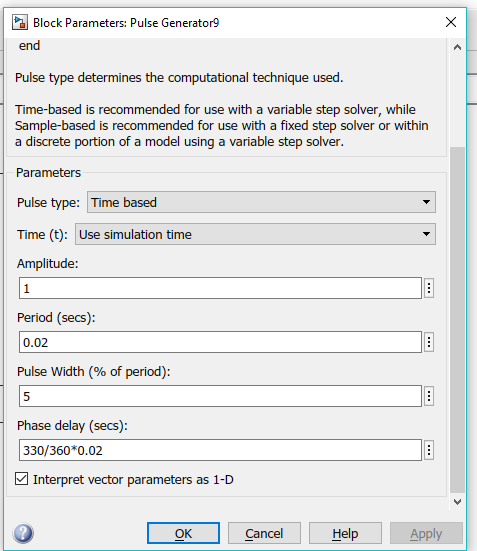 Block Parameters: Pulse Generator9
end
Pulse type determines the computational technique used.
Time-based is recommended for use with a variable step solver, while
Sample-based is recommended for use with a fixed step solver or within
a discrete portion of a model using a variable step solver.
Parameters
Pulse type: Time based
Time (t): Use simulation time
Amplitude:
1
Period (secs):
0.02
Pulse Width (% of period):
5
Phase delay (secs):
330/360*0.02
Interpret vector parameters as 1-D
OK Cancel Help Apply